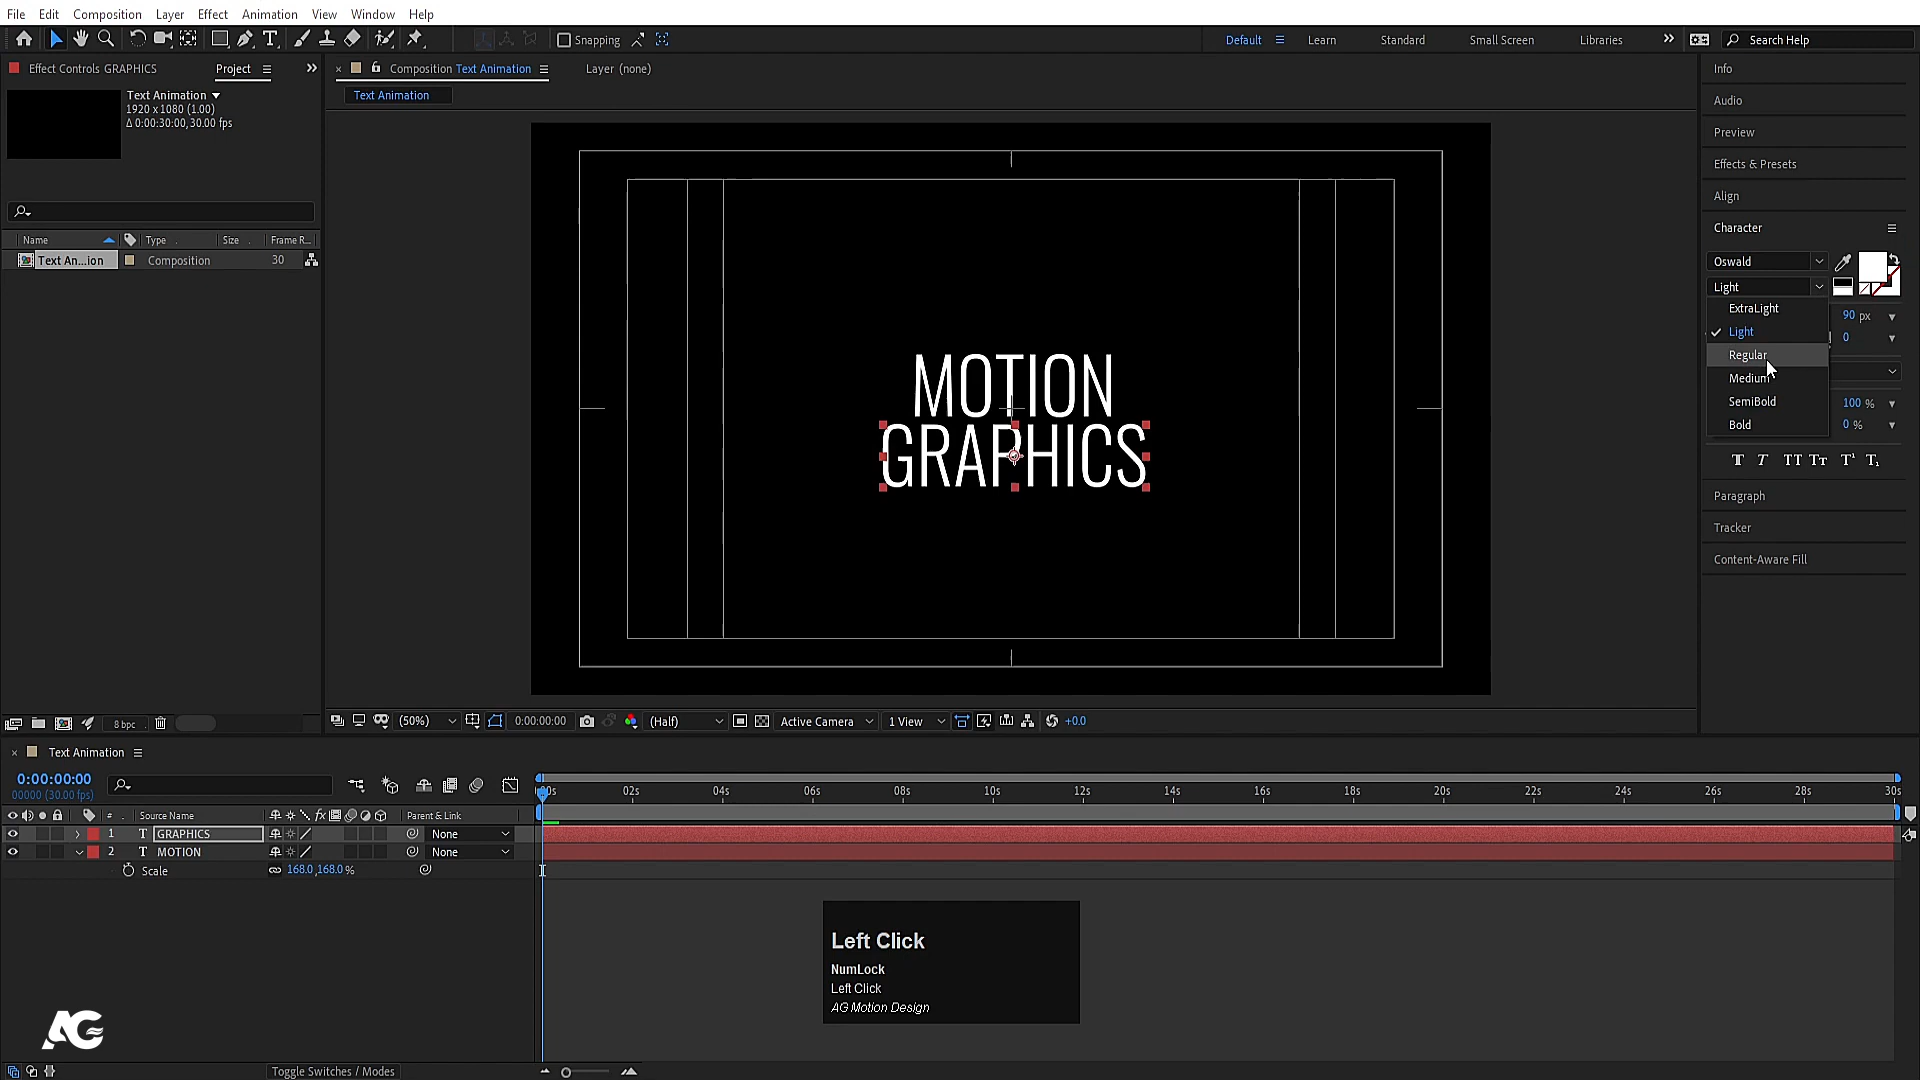 File Edit Composition Layer Effect Animation View Window Help
Snapping Default Learn Standard Small Screen Libraries Search Help
Effect Controls GRAPHICS Project
Composition Text Animation Layer (none)
Text Animation
Text Animation
1920 x 1080 (1.00)
Δ 0:00:30:00, 30.00 fps
Name Type Size Frame R...
Text An...ion Composition 30
MOTION
GRAPHICS
Info
Audio
Preview
Effects & Presets
Align
Character
Oswald
Light
ExtraLight
Light
Regular
Medium
SemiBold
Bold
90 px
0
100 %
0 %
T T TT TT T¹ T₁
Paragraph
Tracker
Content-Aware Fill
8 bpc
(50%) 0:00:00:00 (Half) Active Camera 1 View +0.0
Text Animation
0:00:00:00
00000 (30.00 fps)
00s 02s 04s 06s 08s 10s 12s 14s 16s 18s 20s 22s 24s 26s 28s 30s
# Source Name fx Parent & Link
1 T GRAPHICS None
2 T MOTION None
Scale 168.0,168.0 %
Left Click
NumLock
Left Click
AG Motion Design
AG
Toggle Switches / Modes